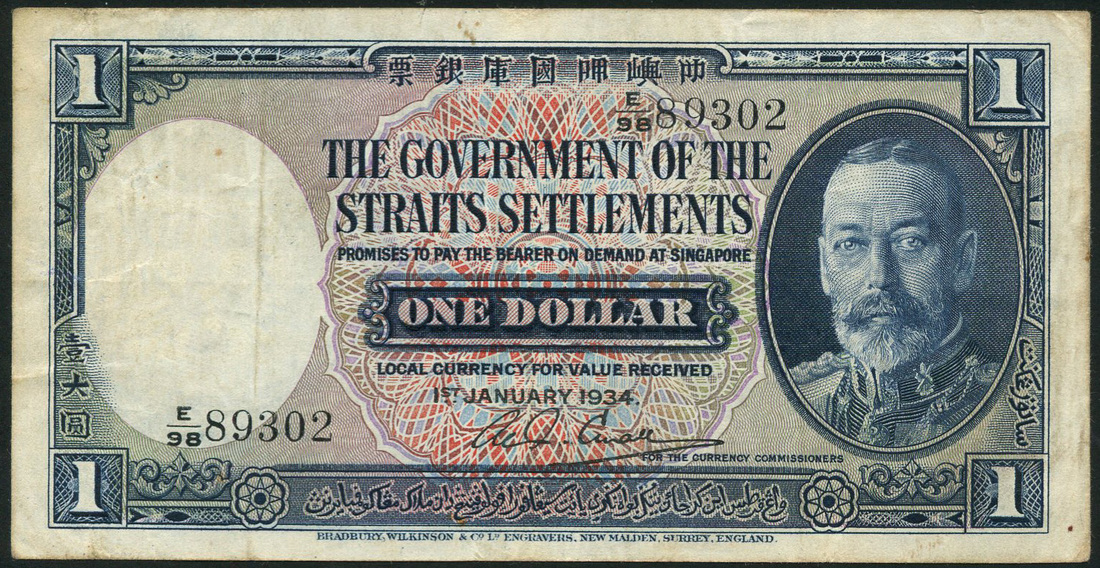 叻嶼呷國庫銀票
1
1
E/98 89302
THE GOVERNMENT OF THE
STRAITS SETTLEMENTS
PROMISES TO PAY THE BEARER ON DEMAND AT SINGAPORE
ONE DOLLAR
LOCAL CURRENCY FOR VALUE RECEIVED
1ST JANUARY 1934.
壹大圓
ساتو رڠڬيت
E/98 89302
FOR THE CURRENCY COMMISSIONERS
1
1
BRADBURY, WILKINSON & Co. Ld. ENGRAVERS, NEW MALDEN, SURREY, ENGLAND.